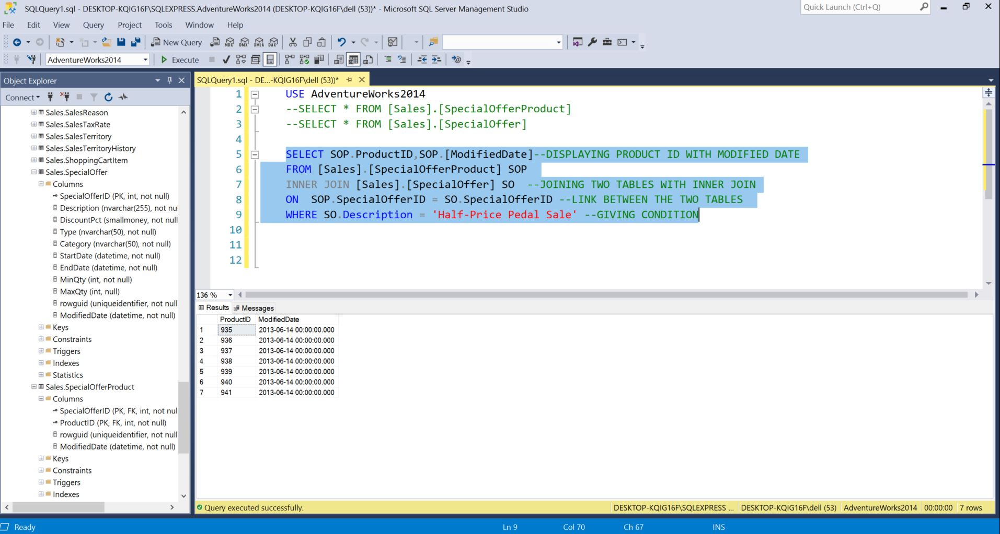 SQLQuery1.sql - DESKTOP-KQIG16F\SQLEXPRESS.AdventureWorks2014 (DESKTOP-KQIG16F\dell (53))* - Microsoft SQL Server Management Studio
Quick Launch (Ctrl+Q)
File Edit View Query Project Tools Window Help
New Query MDX DMX XMLA DAX
AdventureWorks2014 Execute
Object Explorer
Connect
Sales.SalesReason
Sales.SalesTaxRate
Sales.SalesTerritory
Sales.SalesTerritoryHistory
Sales.ShoppingCartItem
Sales.SpecialOffer
Columns
SpecialOfferID (PK, int, not null)
Description (nvarchar(255), not nu
DiscountPct (smallmoney, not null
Type (nvarchar(50), not null)
Category (nvarchar(50), not null)
StartDate (datetime, not null)
EndDate (datetime, not null)
MinQty (int, not null)
MaxQty (int, null)
rowguid (uniqueidentifier, not null
ModifiedDate (datetime, not null)
Keys
Constraints
Triggers
Indexes
Statistics
Sales.SpecialOfferProduct
Columns
SpecialOfferID (PK, FK, int, not nul
ProductID (PK, FK, int, not null)
rowguid (uniqueidentifier, not null
ModifiedDate (datetime, not null)
Keys
Constraints
Triggers
Indexes
SQLQuery1.sql - DE...-KQIG16F\dell (53))*
1 USE AdventureWorks2014
2 --SELECT * FROM [Sales].[SpecialOfferProduct]
3 --SELECT * FROM [Sales].[SpecialOffer]
4
5 SELECT SOP.ProductID,SOP.[ModifiedDate]--DISPLAYING PRODUCT ID WITH MODIFIED DATE
6 FROM [Sales].[SpecialOfferProduct] SOP
7 INNER JOIN [Sales].[SpecialOffer] SO --JOINING TWO TABLES WITH INNER JOIN
8 ON SOP.SpecialOfferID = SO.SpecialOfferID --LINK BETWEEN THE TWO TABLES
9 WHERE SO.Description = 'Half-Price Pedal Sale' --GIVING CONDITION
10
11
12
136 %
Results Messages
ProductID ModifiedDate
1 935 2013-06-14 00:00:00.000
2 936 2013-06-14 00:00:00.000
3 937 2013-06-14 00:00:00.000
4 938 2013-06-14 00:00:00.000
5 939 2013-06-14 00:00:00.000
6 940 2013-06-14 00:00:00.000
7 941 2013-06-14 00:00:00.000
Query executed successfully. DESKTOP-KQIG16F\SQLEXPRESS ... DESKTOP-KQIG16F\dell (53) AdventureWorks2014 00:00:00 7 rows
Ready Ln 9 Col 70 Ch 67 INS